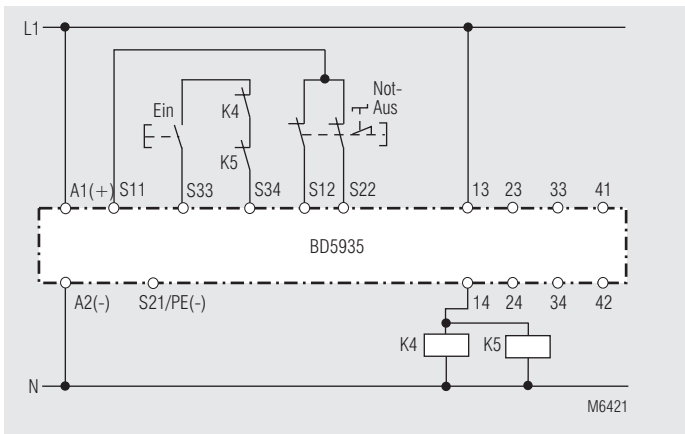 L1
Not-
Aus
Ein
K4
K5
A1(+) S11 S33 S34 S12 S22 13 23 33 41
BD5935
A2(-) S21/PE(-) 14 24 34 42
K4 K5
N
M6421